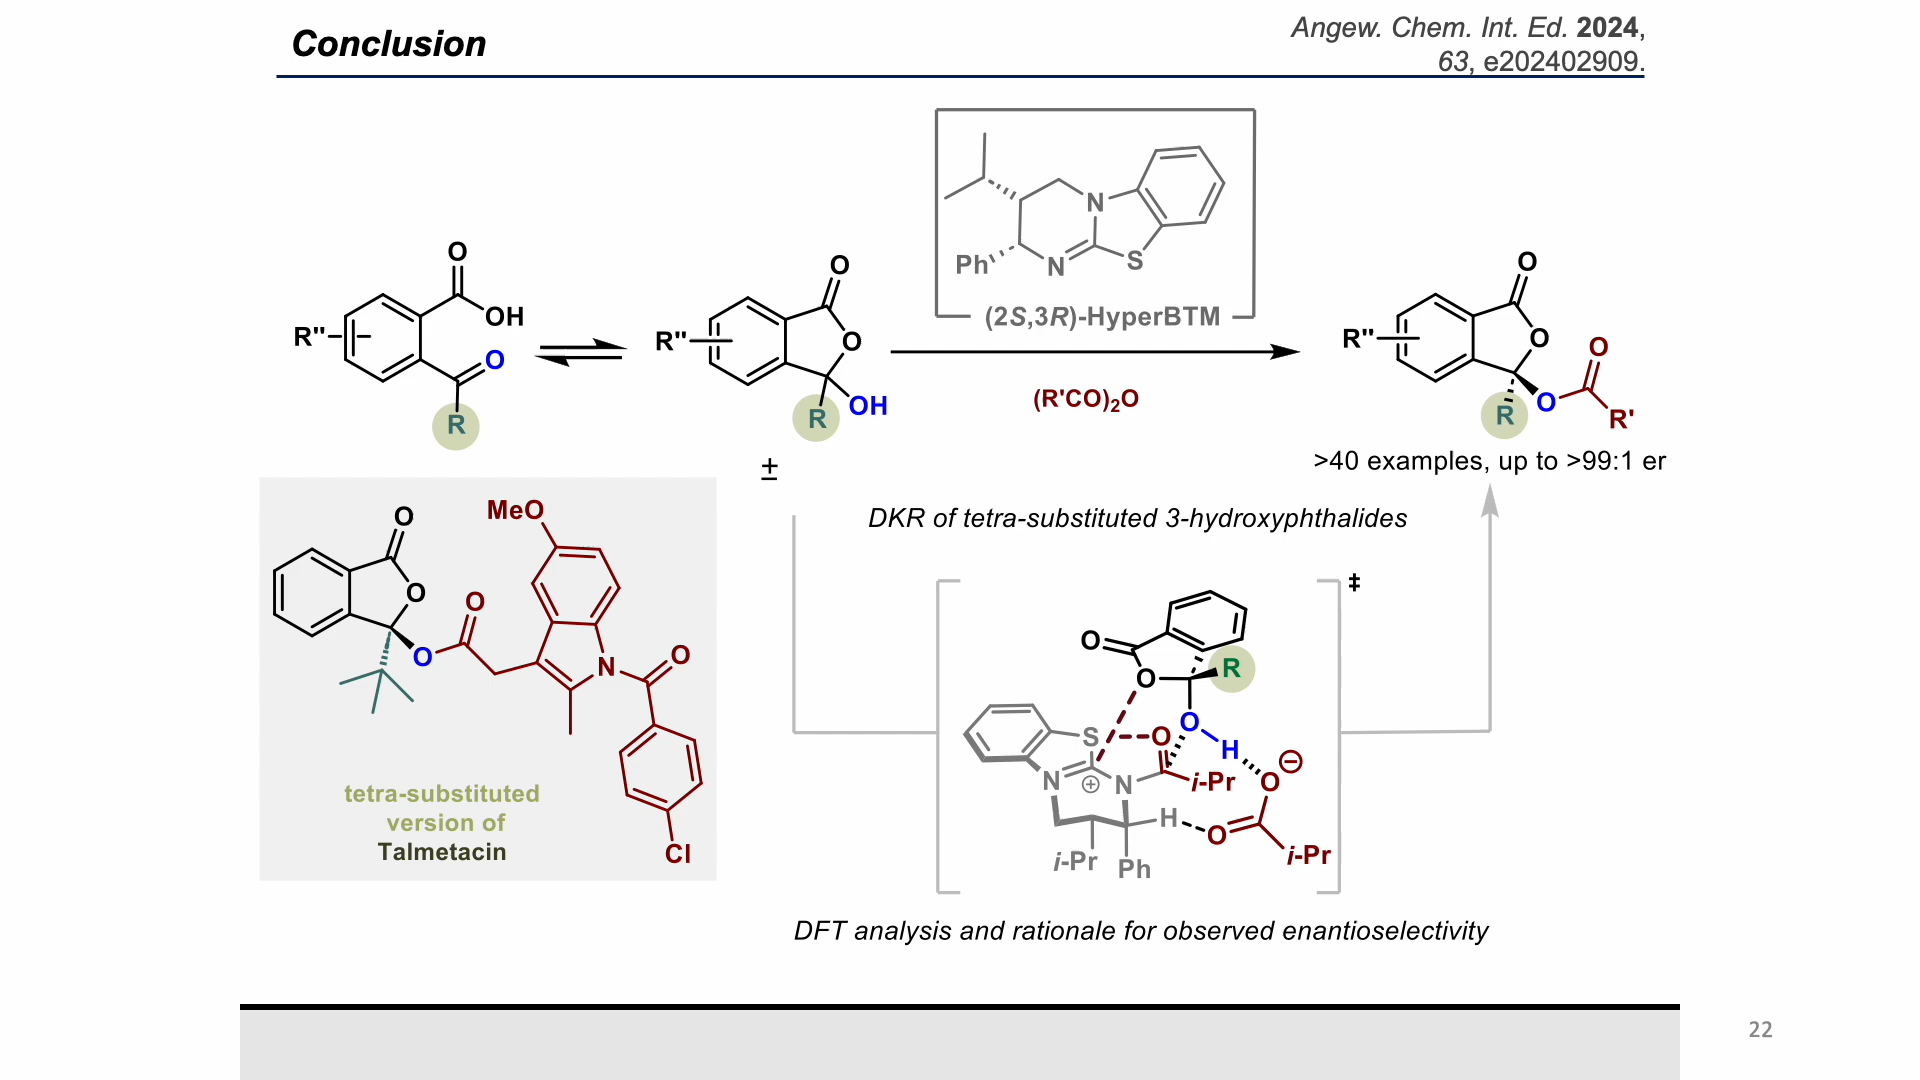 Conclusion
Angew. Chem. Int. Ed. 2024,
63, e202402909.
O
OH
R"
O
R
R"
O
O
OH
R
±
N
N
S
Ph
(2S,3R)-HyperBTM
(R'CO)2O
R"
O
O
O
O
R
R'
>40 examples, up to >99:1 er
DKR of tetra-substituted 3-hydroxyphthalides
O
O
O
O
MeO
N
O
Cl
tetra-substituted
version of
Talmetacin
‡
O
O
R
O
H
S
O
N
⊕
N
i-Pr
O
⊖
H
O
i-Pr
Ph
i-Pr
DFT analysis and rationale for observed enantioselectivity
22